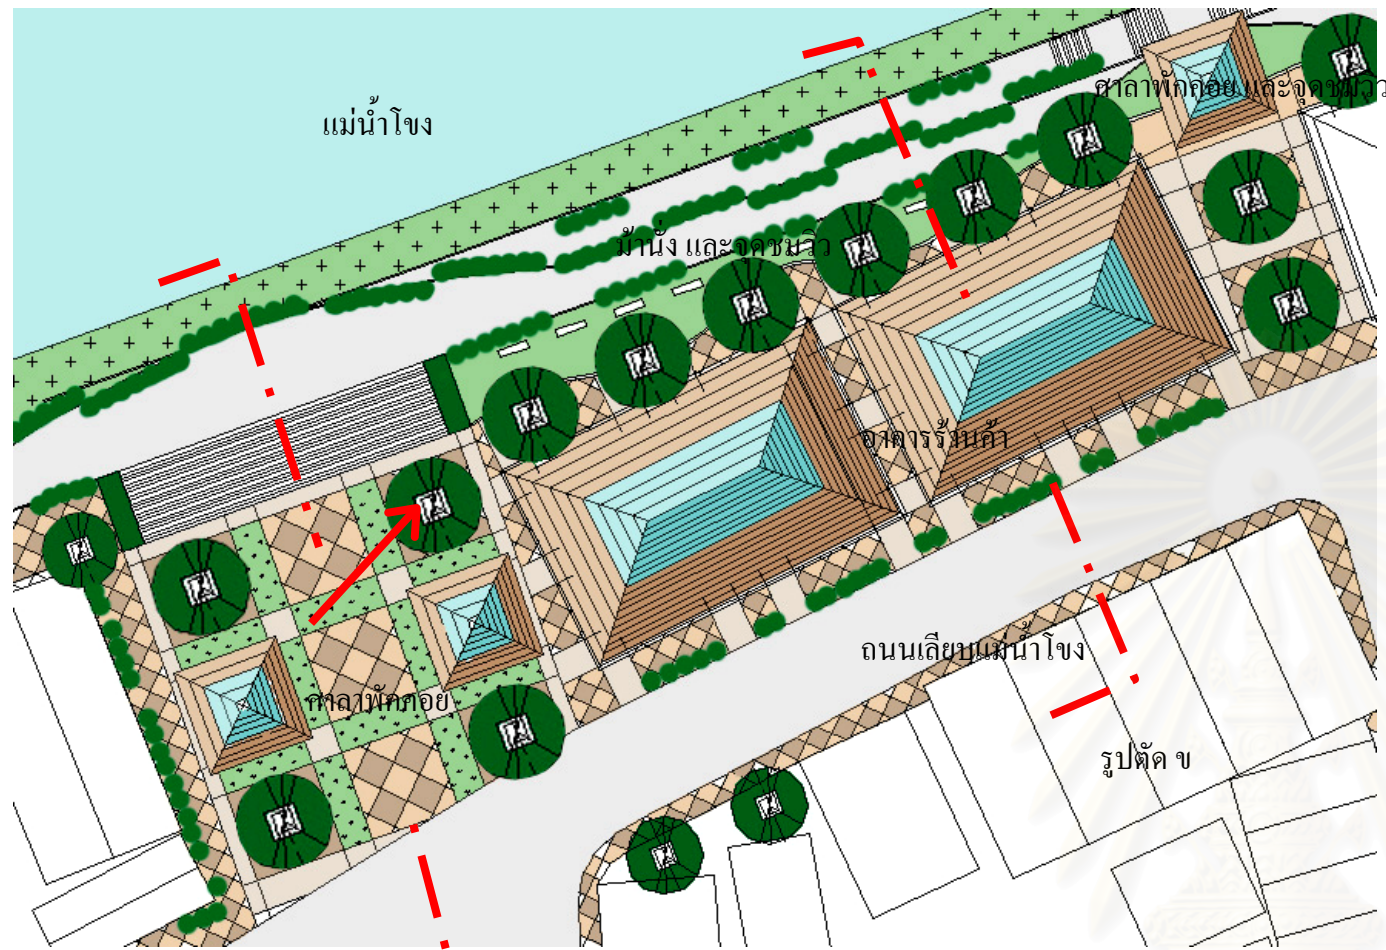 แม่น้ำโขง
ศาลาพักคอย และจุดชมวิว
ม้านั่ง และจุดชมวิว
อาคารร้านค้า
ถนนเลียบแม่น้ำโขง
ศาลาพักคอย
รูปตัด ข